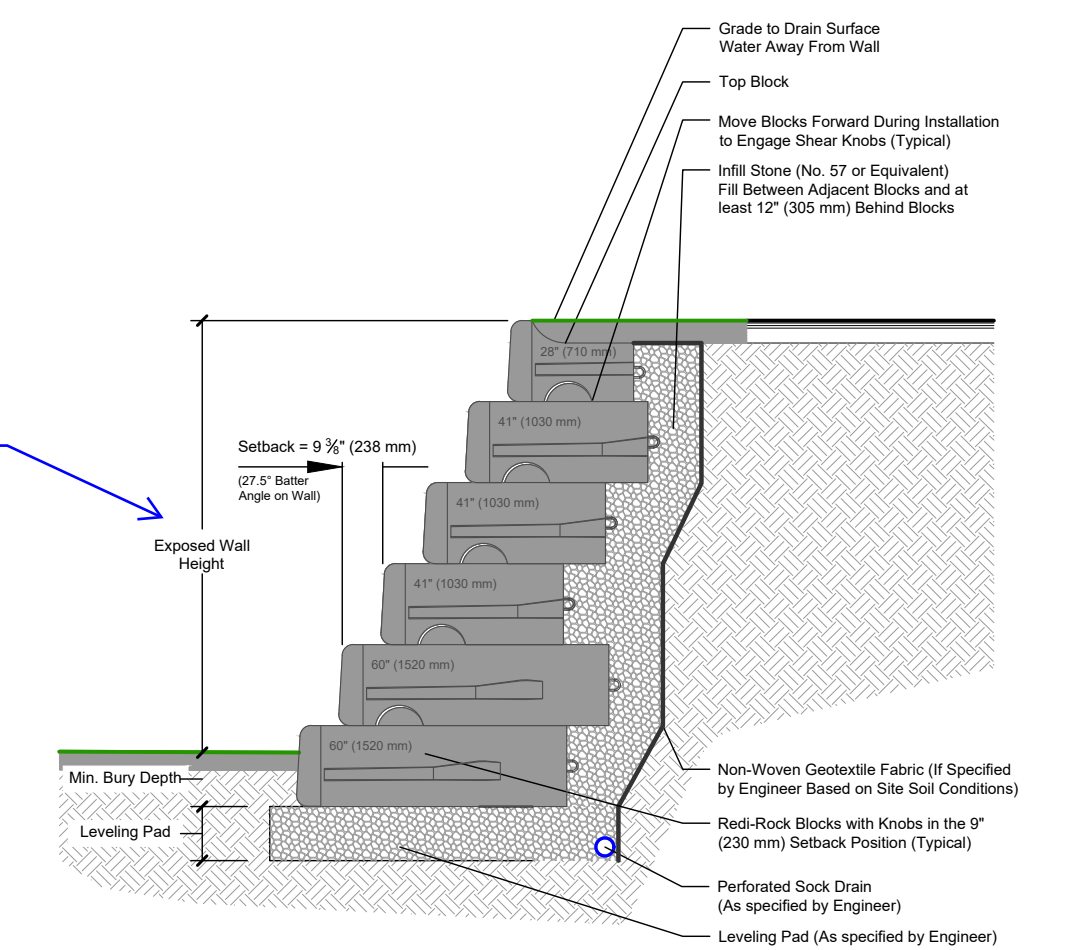 Grade to Drain Surface
Water Away From Wall
Top Block
Move Blocks Forward During Installation
to Engage Shear Knobs (Typical)
Infill Stone (No. 57 or Equivalent)
Fill Between Adjacent Blocks and at
least 12" (305 mm) Behind Blocks
28" (710 mm)
41" (1030 mm)
Setback = 9 ⅜" (238 mm)
(27.5° Batter
Angle on Wall)
41" (1030 mm)
Exposed Wall
Height
41" (1030 mm)
60" (1520 mm)
60" (1520 mm)
Min. Bury Depth
Leveling Pad
Non-Woven Geotextile Fabric (If Specified
by Engineer Based on Site Soil Conditions)
Redi-Rock Blocks with Knobs in the 9"
(230 mm) Setback Position (Typical)
Perforated Sock Drain
(As specified by Engineer)
Leveling Pad (As specified by Engineer)